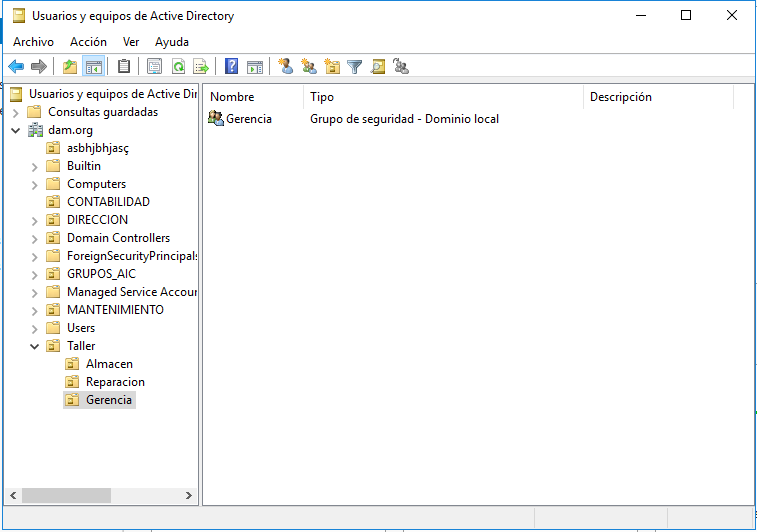 Usuarios y equipos de Active Directory
Archivo Acción Ver Ayuda
Usuarios y equipos de Active Dir
Consultas guardadas
dam.org
asbhjbhjasç
Builtin
Computers
CONTABILIDAD
DIRECCION
Domain Controllers
ForeignSecurityPrincipals
GRUPOS_AIC
Managed Service Accour
MANTENIMIENTO
Users
Taller
Almacen
Reparacion
Gerencia
Nombre Tipo Descripción
Gerencia Grupo de seguridad - Dominio local